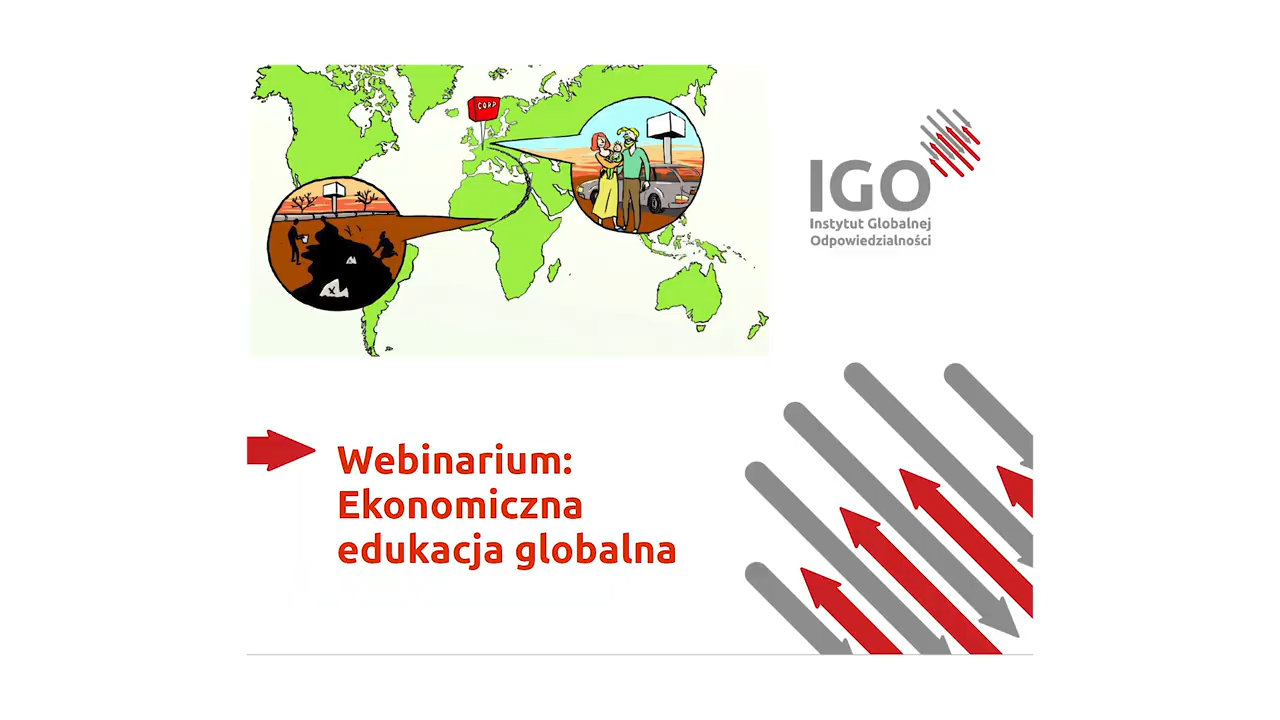 CORP
IGO
Instytut Globalnej
Odpowiedzialności
Webinarium:
Ekonomiczna
edukacja globalna